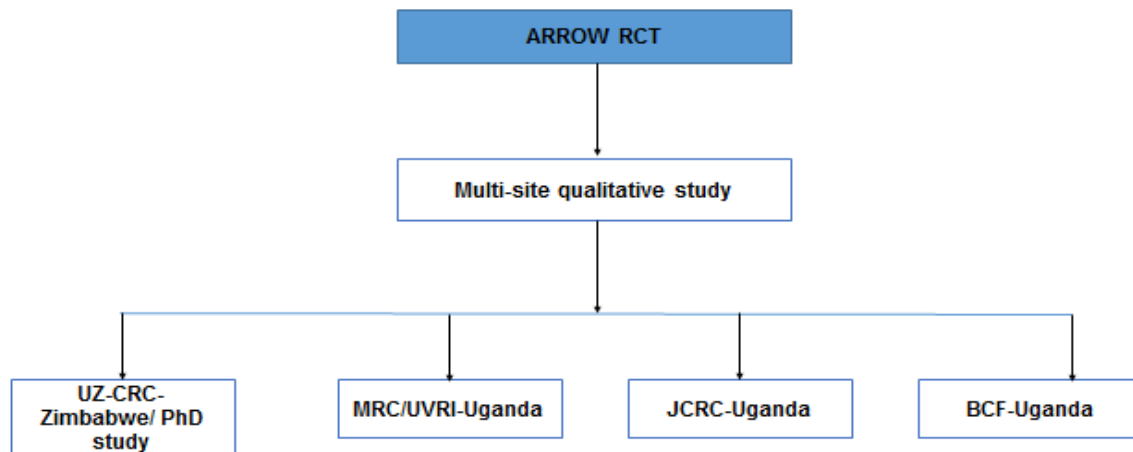 ARROW RCT
Multi-site qualitative study
UZ-CRC-
Zimbabwe/ PhD
study
MRC/UVRI-Uganda
JCRC-Uganda
BCF-Uganda